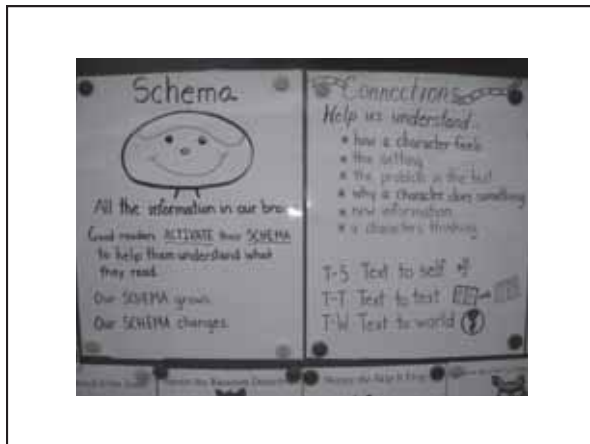 Schema
All the information in our
Good readers ACTIVATE their SCHEMA
to help them understand what
they read.
Our SCHEMA grows.
Our SCHEMA changes.
Connections
Help us understand...
how a character feels
the setting
the problem in the text
why a character does something
new information
a characters thinking
T-S Text to self
T-T Text to text
T-W Text to world